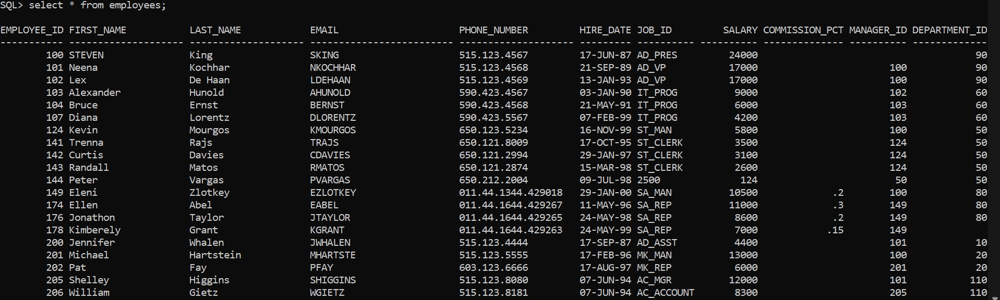 SQL> select * from employees;
EMPLOYEE_ID FIRST_NAME           LAST_NAME            EMAIL                     PHONE_NUMBER         HIRE_DATE JOB_ID         SALARY COMMISSION_PCT MANAGER_ID DEPARTMENT_ID
----------- -------------------- -------------------- ------------------------- -------------------- --------- ---------- ---------- -------------- ---------- -------------
        100 STEVEN               King                 SKING                     515.123.4567         17-JUN-87 AD_PRES         24000                                      90
        101 Neena                Kochhar              NKOCHHAR                  515.123.4568         21-SEP-89 AD_VP           17000                       100            90
        102 Lex                  De Haan              LDEHAAN                   515.123.4569         13-JAN-93 AD_VP           17000                       100            90
        103 Alexander            Hunold               AHUNOLD                   590.423.4567         03-JAN-90 IT_PROG          9000                       102            60
        104 Bruce                Ernst                BERNST                    590.423.4568         21-MAY-91 IT_PROG          6000                       103            60
        107 Diana                Lorentz              DLORENTZ                  590.423.5567         07-FEB-99 IT_PROG          4200                       103            60
        124 Kevin                Mourgos              KMOURGOS                  650.123.5234         16-NOV-99 ST_MAN           5800                       100            50
        141 Trenna               Rajs                 TRAJS                     650.121.8009         17-OCT-95 ST_CLERK         3500                       124            50
        142 Curtis               Davies               CDAVIES                   650.121.2994         29-JAN-97 ST_CLERK         3100                       124            50
        143 Randall              Matos                RMATOS                    650.121.2874         15-MAR-98 ST_CLERK         2600                       124            50
        144 Peter                Vargas               PVARGAS                   650.212.2004         09-JUL-98 2500              124                        50            50
        149 Eleni                Zlotkey              EZLOTKEY                  011.44.1344.429018   29-JAN-00 SA_MAN          10500             .2        100            80
        174 Ellen                Abel                 EABEL                     011.44.1644.429267   11-MAY-96 SA_REP          11000             .3        149            80
        176 Jonathon             Taylor               JTAYLOR                   011.44.1644.429265   24-MAY-98 SA_REP           8600             .2        149            80
        178 Kimberely            Grant                KGRANT                    011.44.1644.429263   24-MAY-99 SA_REP           7000            .15        149
        200 Jennifer             Whalen               JWHALEN                   515.123.4444         17-SEP-87 AD_ASST          4400                       101            10
        201 Michael              Hartstein            MHARTSTE                  515.123.5555         17-FEB-96 MK_MAN          13000                       100            20
        202 Pat                  Fay                  PFAY                      603.123.6666         17-AUG-97 MK_REP           6000                       201            20
        205 Shelley              Higgins              SHIGGINS                  515.123.8080         07-JUN-94 AC_MGR          12000                       101           110
        206 William              Gietz                WGIETZ                    515.123.8181         07-JUN-94 AC_ACCOUNT       8300                       205           110